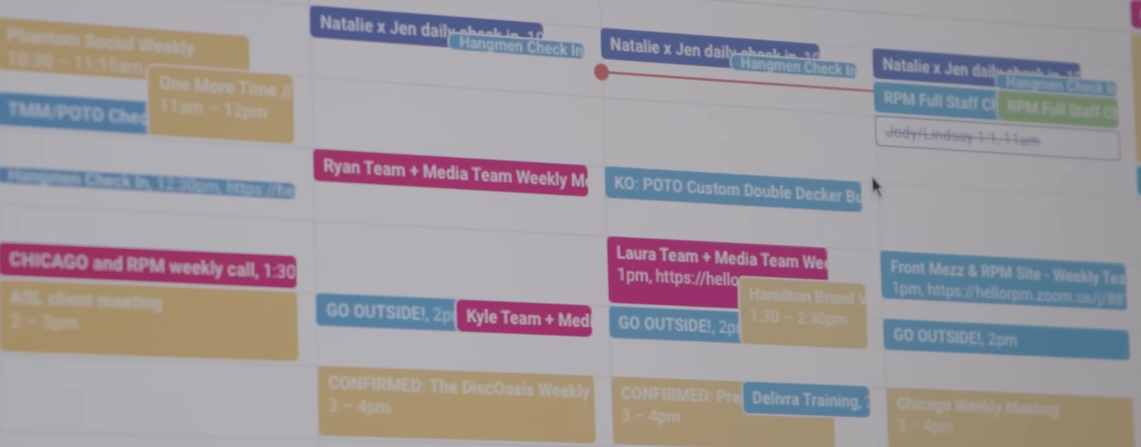 Phantom Social Weekly
10:30 – 11:15am
One More Time //
11am – 12pm
TMM/POTO Chec
Hangmen Check In, 12:30pm, https://he
CHICAGO and RPM weekly call, 1:30
ASL client meeting
2 – 3pm
Natalie x Jen daily check in, 10
Hangmen Check In
Ryan Team + Media Team Weekly Me
GO OUTSIDE!, 2p
Kyle Team + Medi
CONFIRMED: The DiscOasis Weekly
3 – 4pm
Natalie x Jen daily check in, 10
Hangmen Check In
KO: POTO Custom Double Decker Bu
Laura Team + Media Team Wee
1pm, https://hello
Hamilton Brand V
1:30 – 2:30pm
GO OUTSIDE!, 2p
CONFIRMED: Pra
3 – 4pm
Delivra Training, 3
Natalie x Jen daily check in, 10
Hangmen Check In
RPM Full Staff Ch
RPM Full Staff C
Jody/Lindsay 1:1, 11am
Front Mezz & RPM Site - Weekly Tea
1pm, https://hellorpm.zoom.us/j/88
GO OUTSIDE!, 2pm
Chicago Weekly Meeting
3 – 4pm